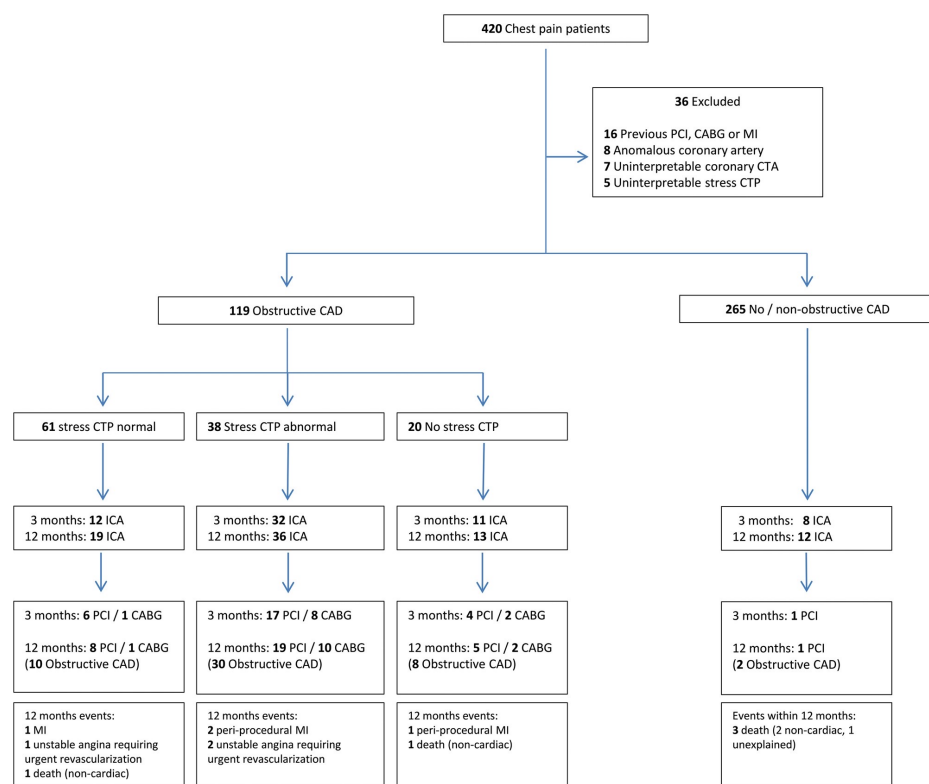 420 Chest pain patients
36 Excluded
16 Previous PCI, CABG or MI
8 Anomalous coronary artery
7 Uninterpretable coronary CTA
5 Uninterpretable stress CTP
119 Obstructive CAD
265 No / non-obstructive CAD
61 stress CTP normal
38 Stress CTP abnormal
20 No stress CTP
3 months: 12 ICA
12 months: 19 ICA
3 months: 32 ICA
12 months: 36 ICA
3 months: 11 ICA
12 months: 13 ICA
3 months: 8 ICA
12 months: 12 ICA
3 months: 6 PCI / 1 CABG
12 months: 8 PCI / 1 CABG
(10 Obstructive CAD)
3 months: 17 PCI / 8 CABG
12 months: 19 PCI / 10 CABG
(30 Obstructive CAD)
3 months: 4 PCI / 2 CABG
12 months: 5 PCI / 2 CABG
(8 Obstructive CAD)
3 months: 1 PCI
12 months: 1 PCI
(2 Obstructive CAD)
12 months events:
1 MI
1 unstable angina requiring
urgent revascularization
1 death (non-cardiac)
12 months events:
2 peri-procedural MI
2 unstable angina requiring
urgent revascularization
12 months events:
1 peri-procedural MI
1 death (non-cardiac)
Events within 12 months:
3 death (2 non-cardiac, 1
unexplained)